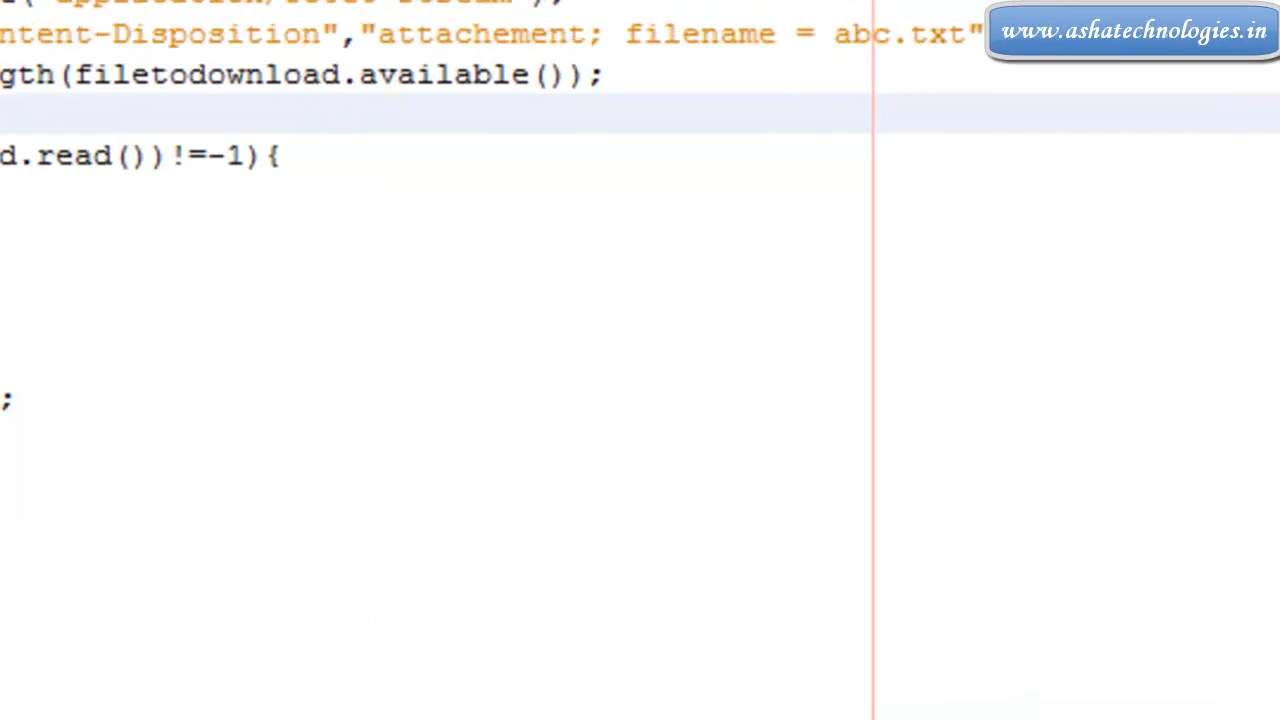 ntent-Disposition","attachement; filename = abc.txt"
www.ashatechnologies.in
gth(filetodownload.available());
d.read())!=-1){
;